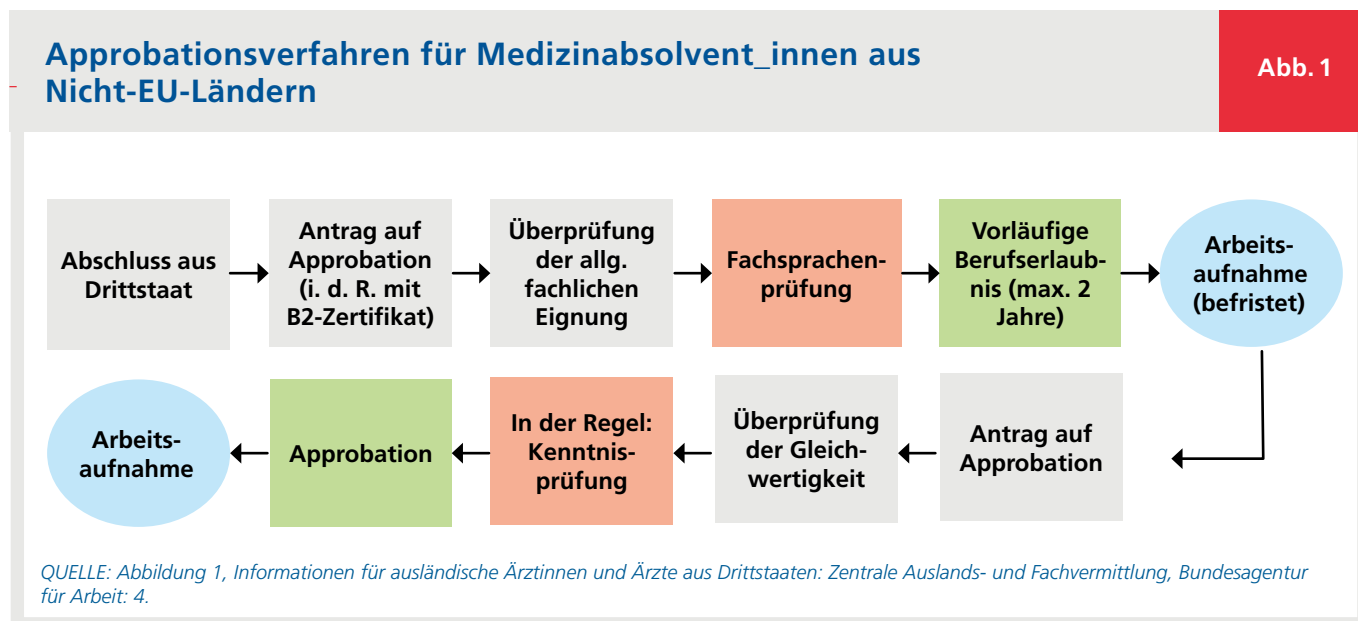 Approbationsverfahren für Medizinabsolvent_innen aus
Nicht-EU-Ländern
Abb. 1
Abschluss aus
Drittstaat
Antrag auf
Approbation
(i. d. R. mit
B2-Zertifikat)
Überprüfung
der allg.
fachlichen
Eignung
Fachsprachen-
prüfung
Vorläufige
Berufserlaub-
nis (max. 2
Jahre)
Arbeits-
aufnahme
(befristet)
Antrag auf
Approbation
Überprüfung
der Gleich-
wertigkeit
In der Regel:
Kenntnis-
prüfung
Approbation
Arbeits-
aufnahme
QUELLE: Abbildung 1, Informationen für ausländische Ärztinnen und Ärzte aus Drittstaaten: Zentrale Auslands- und Fachvermittlung, Bundesagentur
für Arbeit: 4.